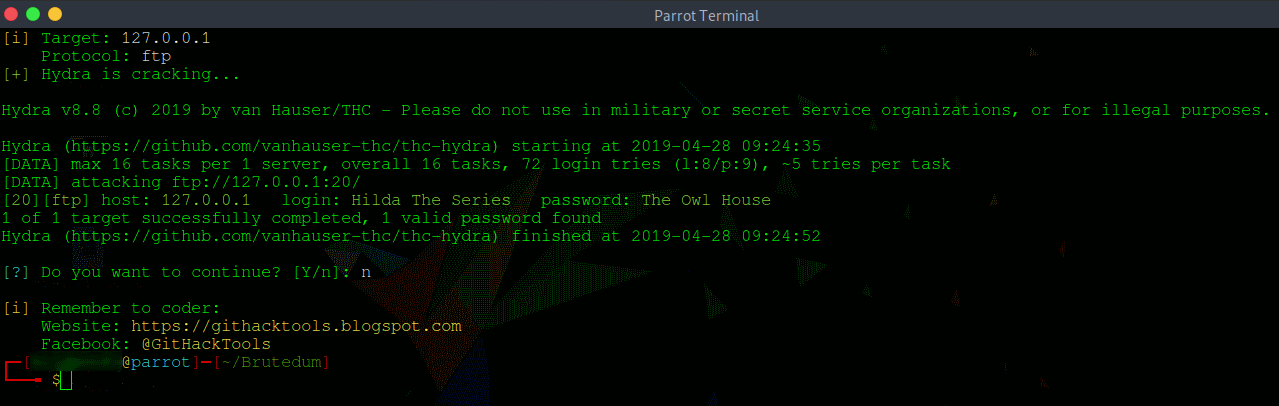 Parrot Terminal
[i] Target: 127.0.0.1
Protocol: ftp
[+] Hydra is cracking...
Hydra v8.8 (c) 2019 by van Hauser/THC - Please do not use in military or secret service organizations, or for illegal purposes.
Hydra (https://github.com/vanhauser-thc/thc-hydra) starting at 2019-04-28 09:24:35
[DATA] max 16 tasks per 1 server, overall 16 tasks, 72 login tries (l:8/p:9), ~5 tries per task
[DATA] attacking ftp://127.0.0.1:20/
[20][ftp] host: 127.0.0.1   login: Hilda The Series   password: The Owl House
1 of 1 target successfully completed, 1 valid password found
Hydra (https://github.com/vanhauser-thc/thc-hydra) finished at 2019-04-28 09:24:52
[?] Do you want to continue? [Y/n]: n
[i] Remember to coder:
Website: https://githacktools.blogspot.com
Facebook: @GitHackTools
[@parrot]─[~/Brutedum]
$